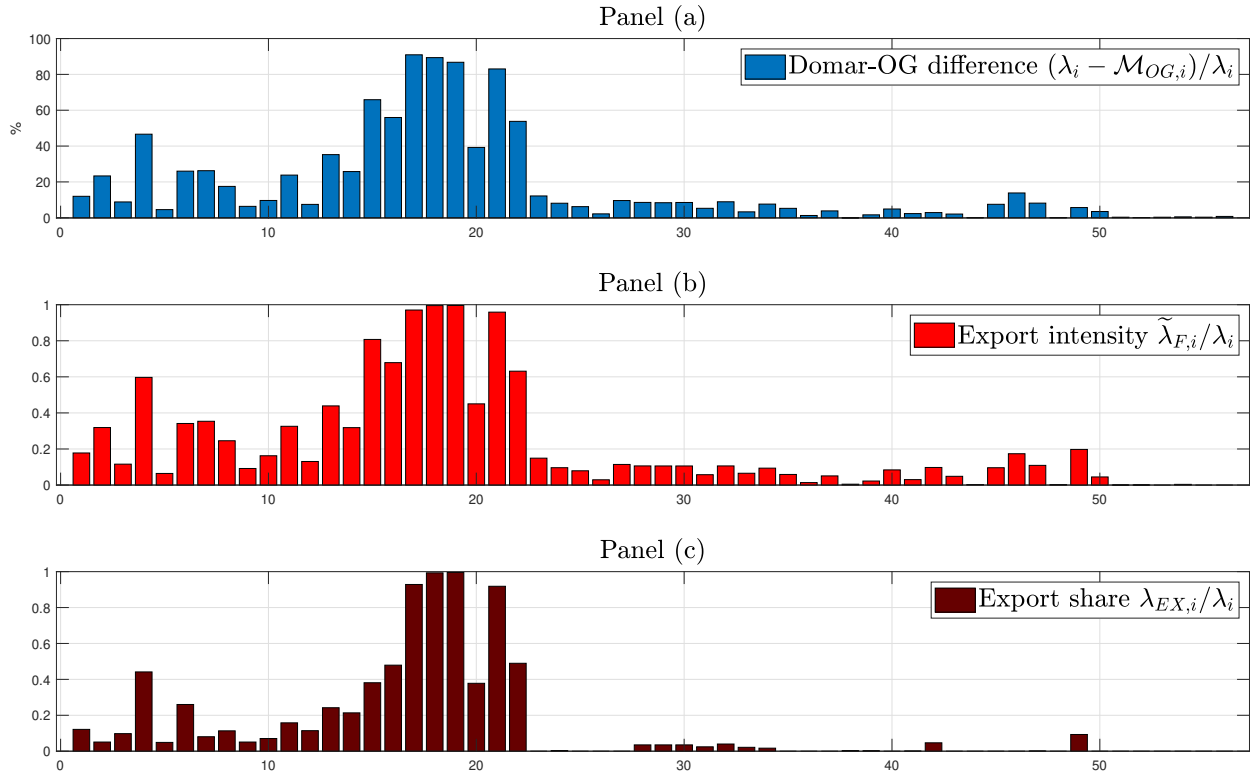 Panel (a)
100
80
60
40
20
0
%
Domar-OG difference (λ_i − ℳ_{OG,i})/λ_i
0 10 20 30 40 50
Panel (b)
1
0.8
0.6
0.4
0.2
0
Export intensity λ̃_{F,i}/λ_i
0 10 20 30 40 50
Panel (c)
1
0.8
0.6
0.4
0.2
0
Export share λ_{EX,i}/λ_i
0 10 20 30 40 50